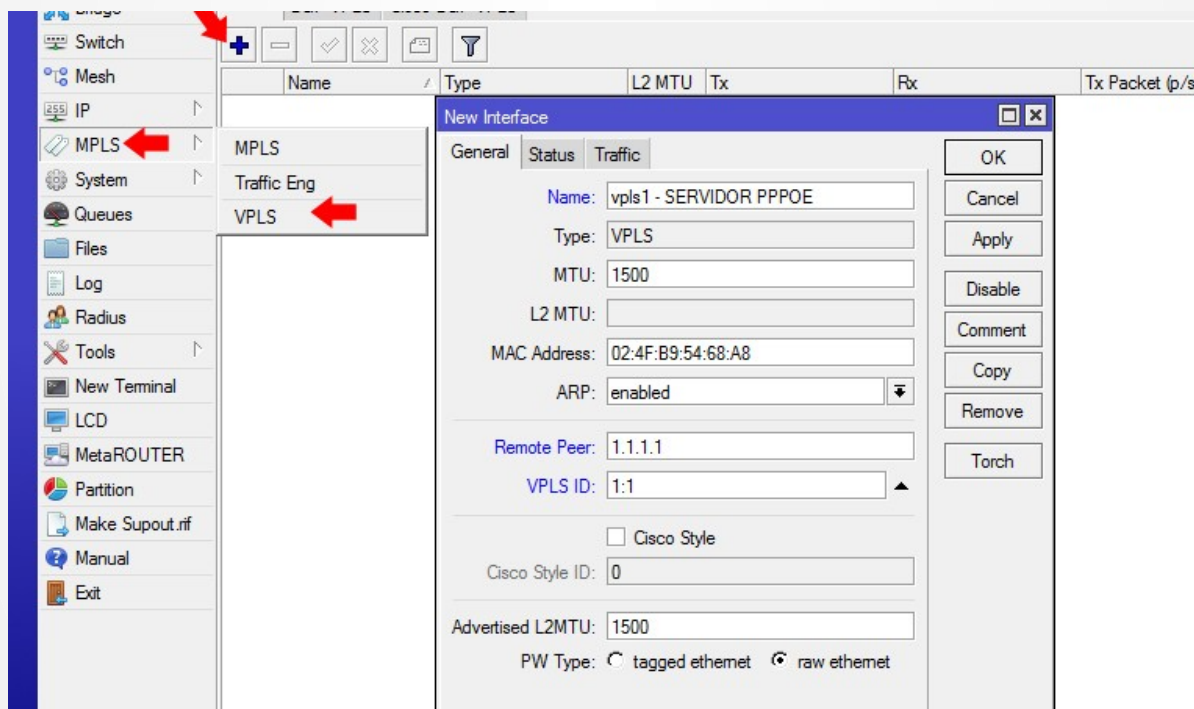 Bridge
Switch
Mesh
255 IP
MPLS
System
Queues
Files
Log
Radius
Tools
New Terminal
LCD
MetaROUTER
Partition
Make Supout.rif
Manual
Exit
MPLS
Traffic Eng
VPLS
Name Type L2 MTU Tx Rx Tx Packet (p/s
New Interface
General Status Traffic
Name: vpls1 - SERVIDOR PPPOE
Type: VPLS
MTU: 1500
L2 MTU:
MAC Address: 02:4F:B9:54:68:A8
ARP: enabled
Remote Peer: 1.1.1.1
VPLS ID: 1:1
Cisco Style
Cisco Style ID: 0
Advertised L2MTU: 1500
PW Type: tagged ethernet raw ethernet
OK
Cancel
Apply
Disable
Comment
Copy
Remove
Torch